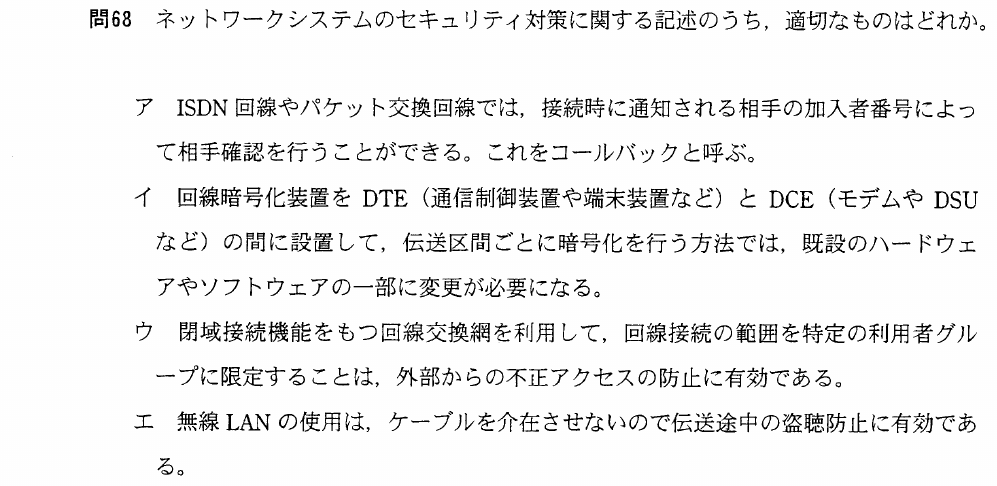 問68 ネットワークシステムのセキュリティ対策に関する記述のうち，適切なものはどれか。
ア ISDN 回線やパケット交換回線では，接続時に通知される相手の加入者番号によっ
て相手確認を行うことができる。これをコールバックと呼ぶ。
イ 回線暗号化装置を DTE（通信制御装置や端末装置など）と DCE（モデムや DSU
など）の間に設置して，伝送区間ごとに暗号化を行う方法では，既設のハードウェ
アやソフトウェアの一部に変更が必要になる。
ウ 閉域接続機能をもつ回線交換網を利用して，回線接続の範囲を特定の利用者グル
ープに限定することは，外部からの不正アクセスの防止に有効である。
エ 無線 LAN の使用は，ケーブルを介在させないので伝送途中の盗聴防止に有効であ
る。